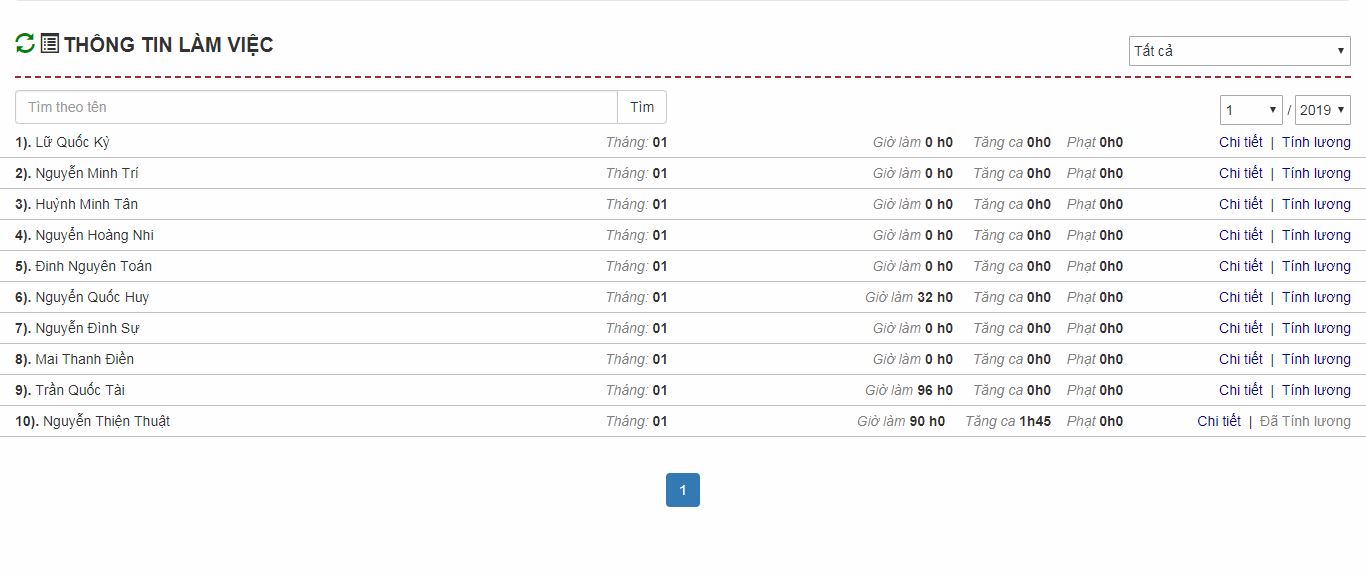 THÔNG TIN LÀM VIỆC
Tất cả
Tìm theo tên Tìm
1 / 2019
1). Lữ Quốc Kỷ Tháng: 01 Giờ làm 0 h0 Tăng ca 0h0 Phạt 0h0 Chi tiết | Tính lương
2). Nguyễn Minh Trí Tháng: 01 Giờ làm 0 h0 Tăng ca 0h0 Phạt 0h0 Chi tiết | Tính lương
3). Huỳnh Minh Tân Tháng: 01 Giờ làm 0 h0 Tăng ca 0h0 Phạt 0h0 Chi tiết | Tính lương
4). Nguyển Hoàng Nhi Tháng: 01 Giờ làm 0 h0 Tăng ca 0h0 Phạt 0h0 Chi tiết | Tính lương
5). Đinh Nguyên Toán Tháng: 01 Giờ làm 0 h0 Tăng ca 0h0 Phạt 0h0 Chi tiết | Tính lương
6). Nguyển Quốc Huy Tháng: 01 Giờ làm 32 h0 Tăng ca 0h0 Phạt 0h0 Chi tiết | Tính lương
7). Nguyễn Đình Sự Tháng: 01 Giờ làm 0 h0 Tăng ca 0h0 Phạt 0h0 Chi tiết | Tính lương
8). Mai Thanh Điền Tháng: 01 Giờ làm 0 h0 Tăng ca 0h0 Phạt 0h0 Chi tiết | Tính lương
9). Trần Quốc Tài Tháng: 01 Giờ làm 96 h0 Tăng ca 0h0 Phạt 0h0 Chi tiết | Tính lương
10). Nguyễn Thiện Thuật Tháng: 01 Giờ làm 90 h0 Tăng ca 1h45 Phạt 0h0 Chi tiết | Đã Tính lương
1